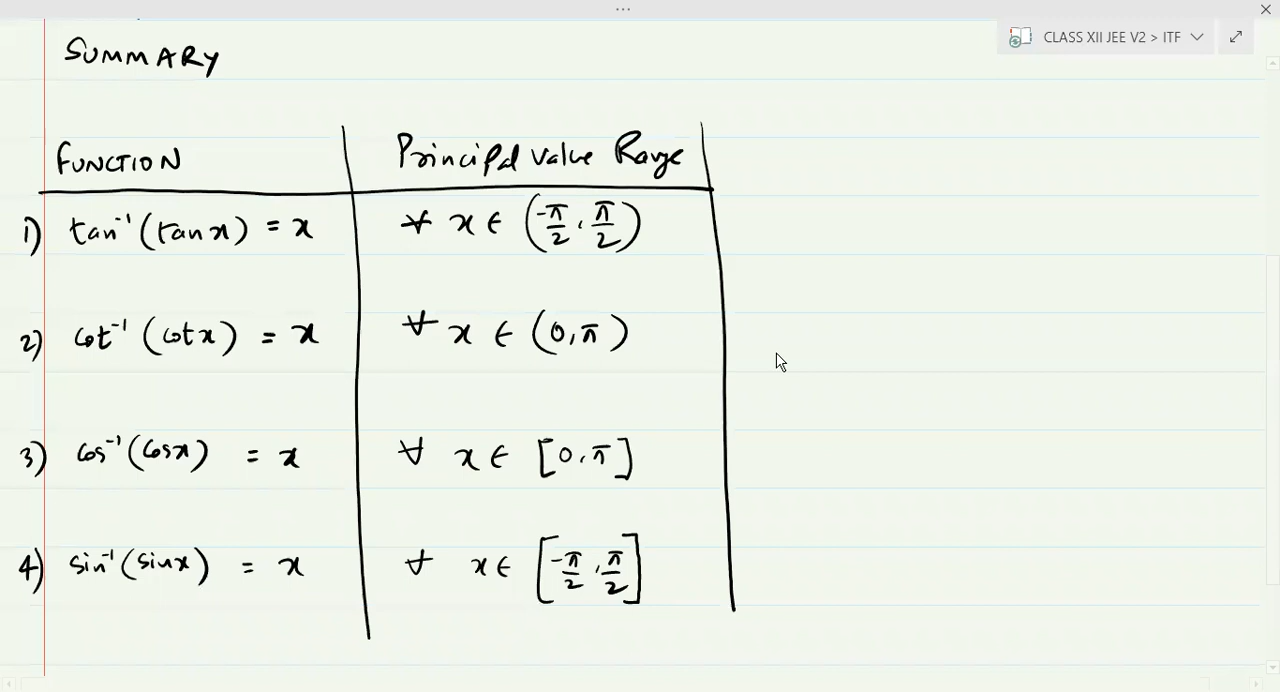 CLASS XII JEE V2 > ITF
SUMMARY
FUNCTION Principal value Range
1) tan⁻¹(tan x) = x ∀ x ∈ (-π/2, π/2)
2) cot⁻¹(cot x) = x ∀ x ∈ (0, π)
3) cos⁻¹(cos x) = x ∀ x ∈ [0, π]
4) sin⁻¹(sin x) = x ∀ x ∈ [-π/2, π/2]